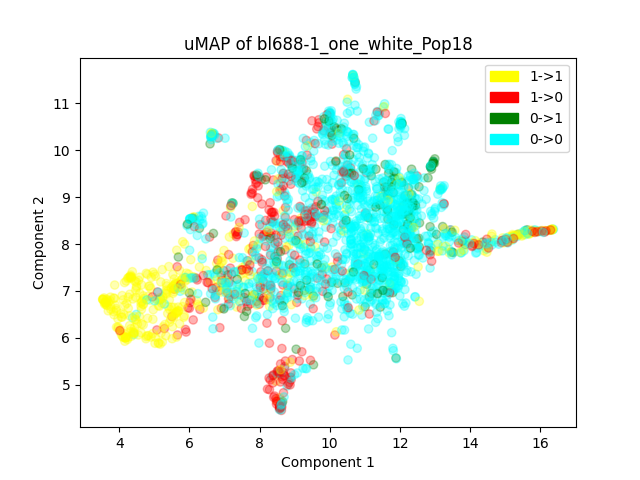 uMAP of bl688-1_one_white_Pop18
1->1
1->0
0->1
0->0
11
10
9
8
7
6
5
Component 2
4 6 8 10 12 14 16
Component 1